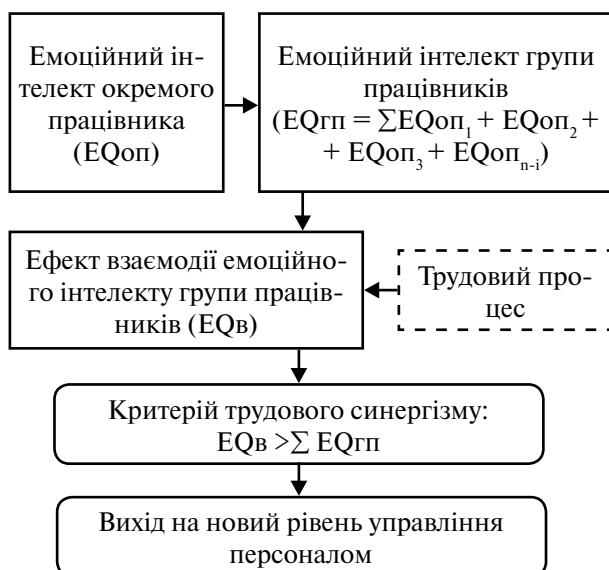 Емоційний ін-
телект окремого
працівника
(EQоп)
Емоційний інтелект групи
працівників
(EQгп = ∑EQоп₁ + EQоп₂ +
+ EQоп₃ + EQопₙ₋ᵢ)
Ефект взаємодії емоційно-
го інтелекту групи праців-
ників (EQв)
Трудовий про-
цес
Критерій трудового синергізму:
EQв >∑ EQгп
Вихід на новий рівень управління
персоналом